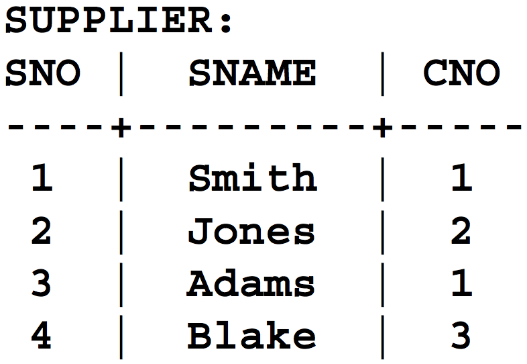 SUPPLIER:
SNO | SNAME | CNO
----+---------+-----
1 | Smith | 1
2 | Jones | 2
3 | Adams | 1
4 | Blake | 3